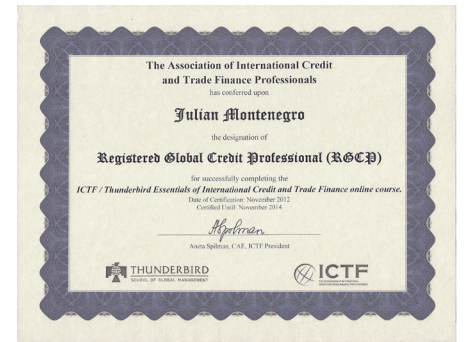 The Association of International Credit
and Trade Finance Professionals
has conferred upon
Julian Montenegro
the designation of
Registered Global Credit Professional (RGCP)
for successfully completing the
ICTF / Thunderbird Essentials of International Credit and Trade Finance online course.
Date of Certification: November 2012
Certified Until: November 2014
ASpilman
Aneta Spilman, CAE, ICTF President
THUNDERBIRD
SCHOOL OF GLOBAL MANAGEMENT
ICTF